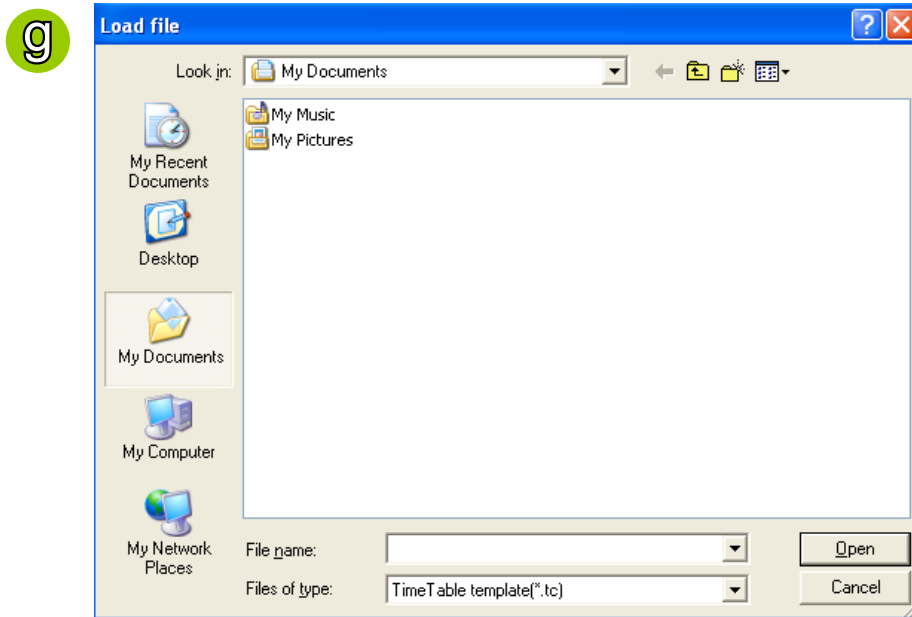 g
Load file
Look in: My Documents
My Music
My Pictures
My Recent
Documents
Desktop
My Documents
My Computer
My Network
Places
File name:
Open
Files of type: TimeTable template(*.tc)
Cancel